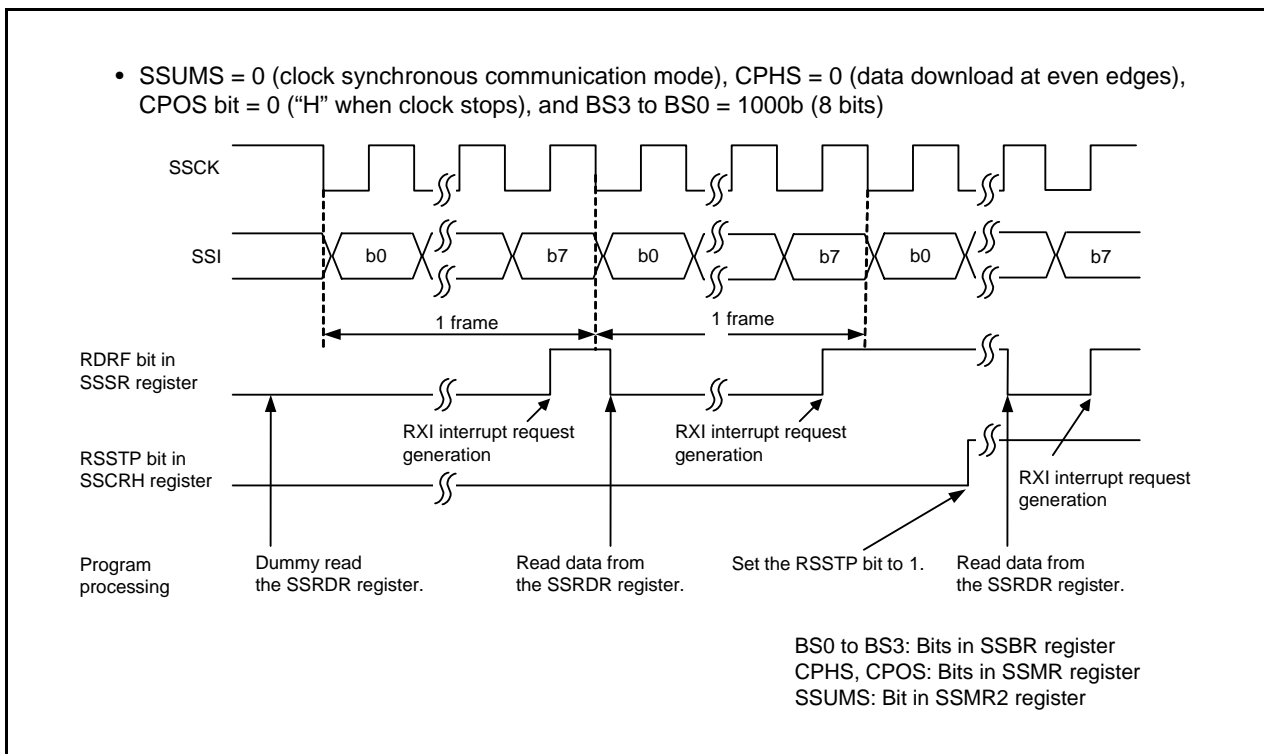 • SSUMS = 0 (clock synchronous communication mode), CPHS = 0 (data download at even edges),
CPOS bit = 0 (“H” when clock stops), and BS3 to BS0 = 1000b (8 bits)
SSCK
SSI
b0
b7
b0
b7
b0
b7
1 frame
1 frame
RDRF bit in
SSSR register
RXI interrupt request
generation
RXI interrupt request
generation
RXI interrupt request
generation
RSSTP bit in
SSCRH register
Program
processing
Dummy read
the SSRDR register.
Read data from
the SSRDR register.
Set the RSSTP bit to 1.
Read data from
the SSRDR register.
BS0 to BS3: Bits in SSBR register
CPHS, CPOS: Bits in SSMR register
SSUMS: Bit in SSMR2 register